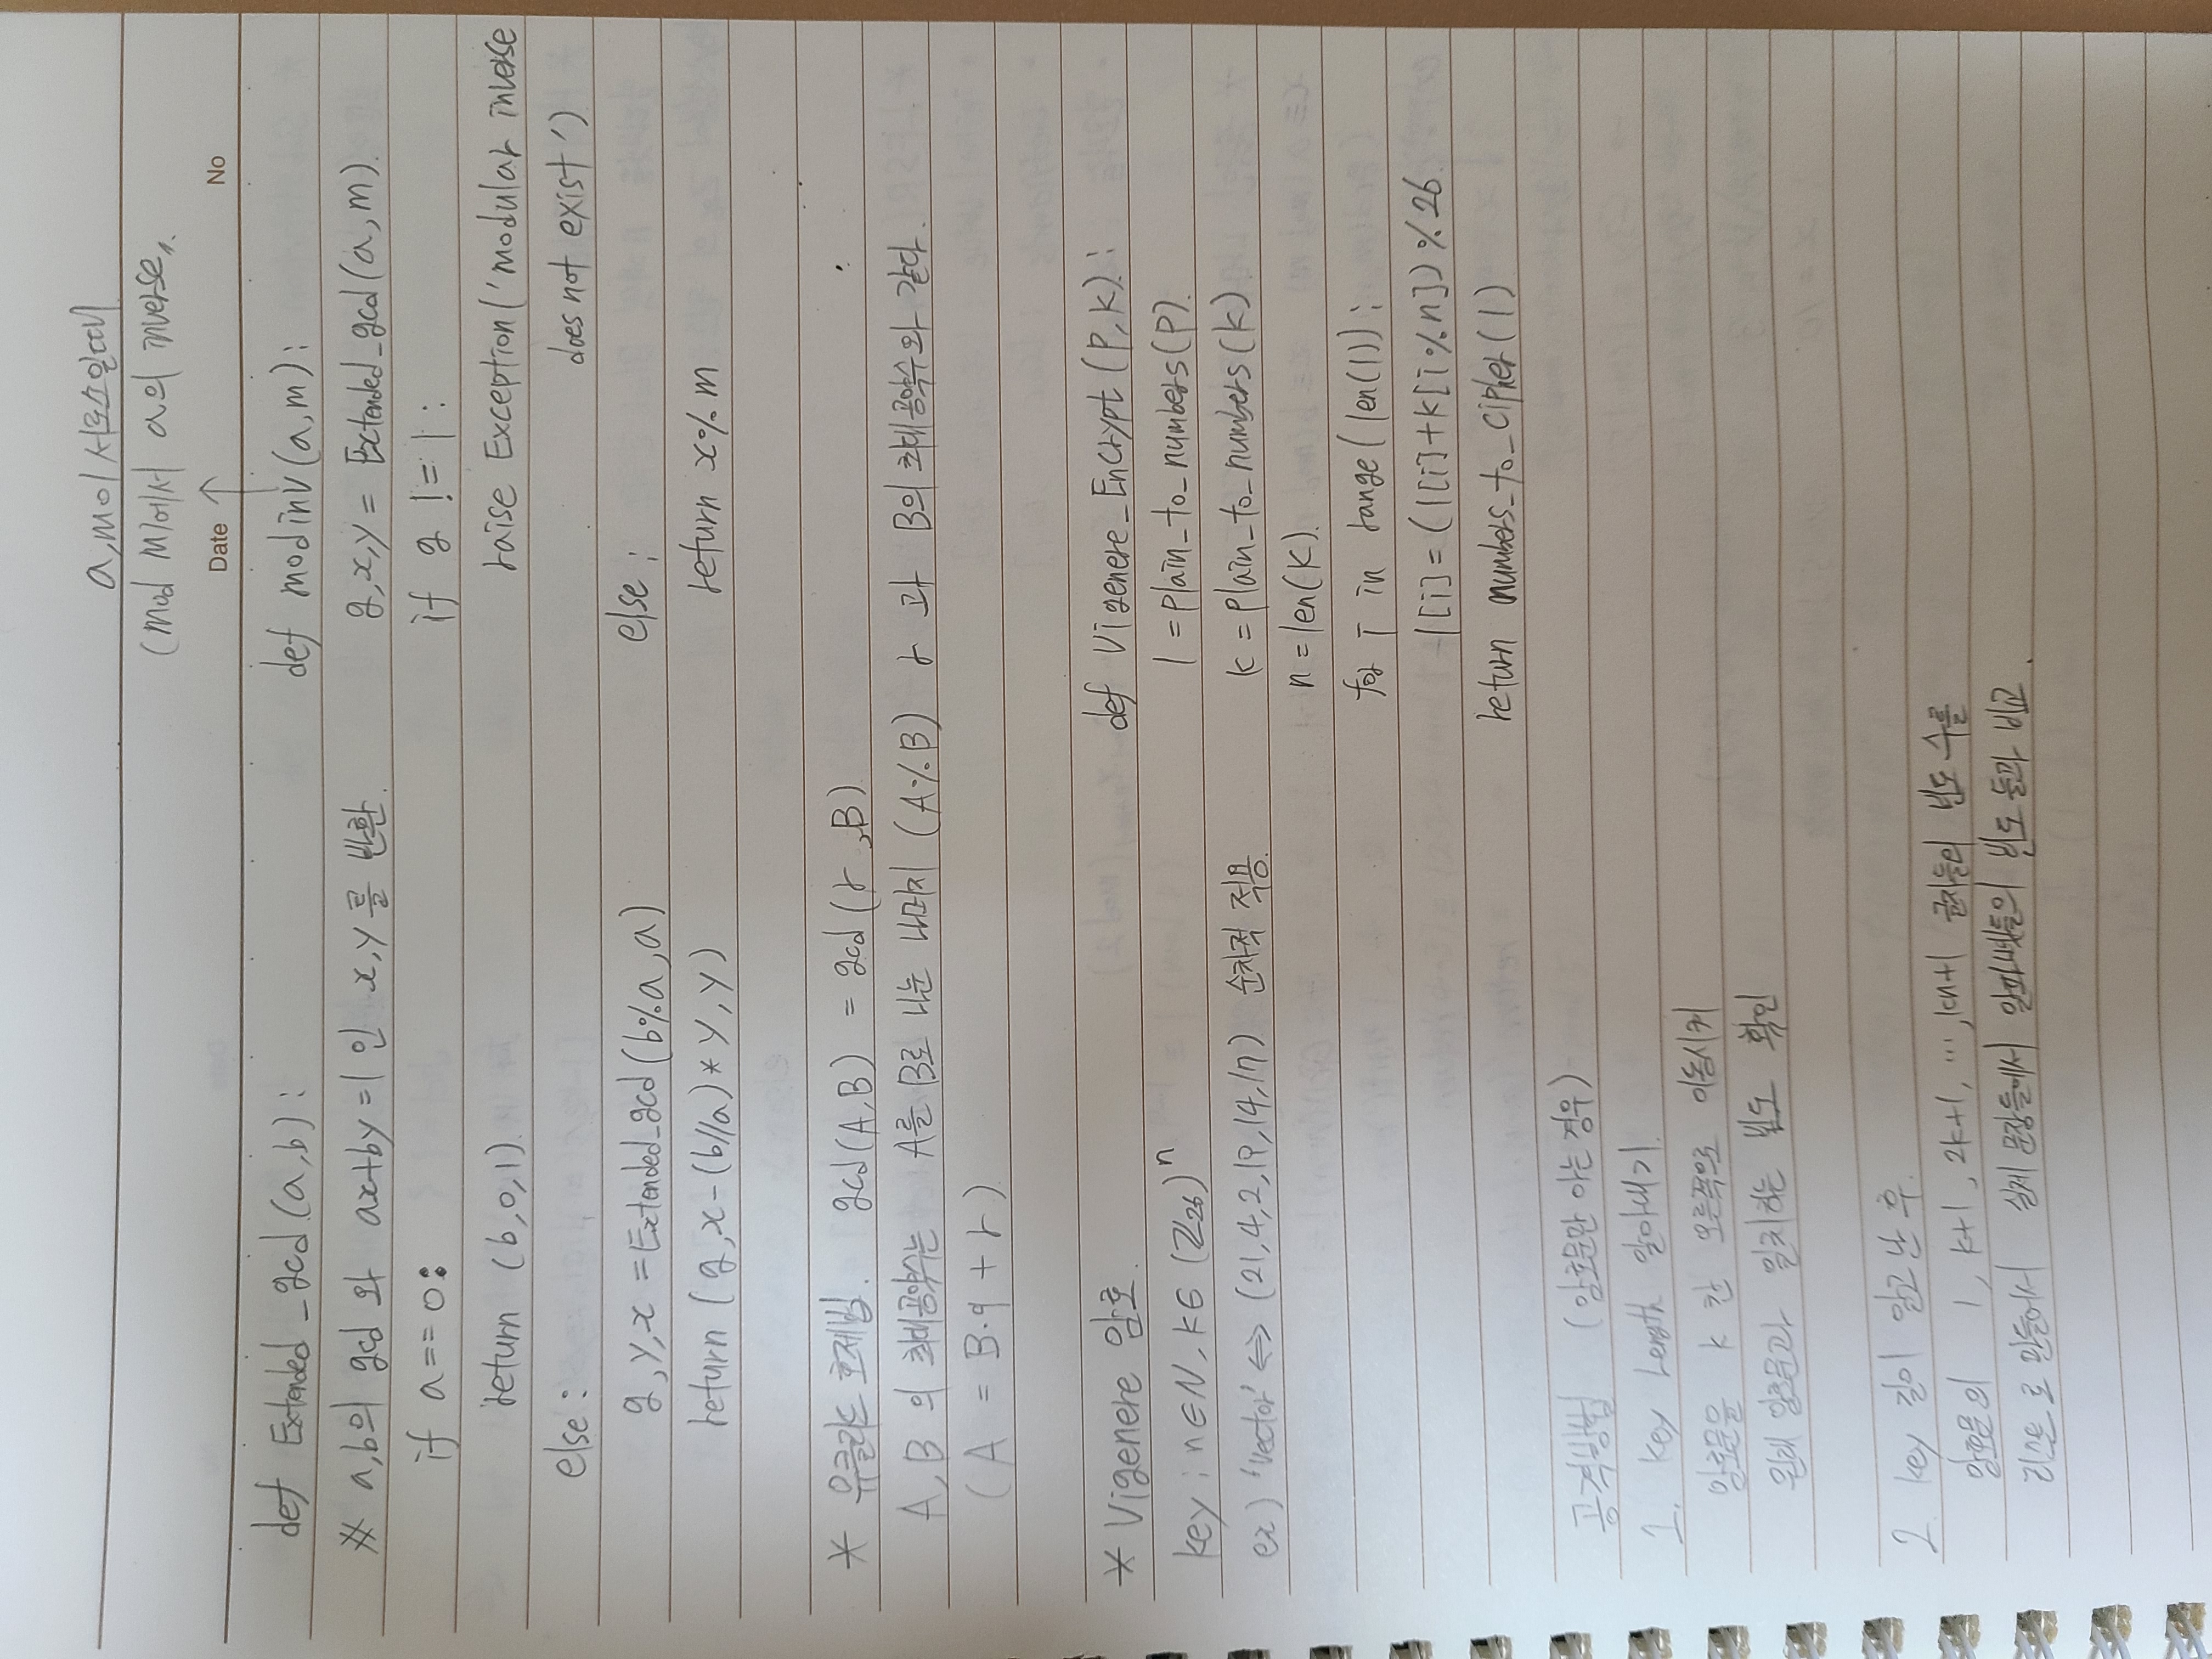 a,m이 서로소일때
(mod m)에서 a의 inverse,,
Date
No
def Extended_gcd(a,b):
# a,b의 gcd 와 ax+by=1 인 x,y를 반환.
if a==0:
return (b,0,1).
else:
g,y,x = Extended_gcd(b%a,a)
return (g,x-(b//a)*y,y)
def modinv(a,m):
g,x,y = Extended_gcd(a,m).
if g != 1:
raise Exception('modular inverse
does not exist')
else:
return x%m
* 유클리드 호제법. gcd(A,B) = gcd(r,B)
A,B 의 최대공약수는 A를 B로 나눈 나머지 (A%B) r 과 B의 최대공약수와 같다.
(A = B·q + r)
* Vigenere 암호.
key : n∈N, k∈ (Z₂₆)ⁿ
ex) 'vector' ⇔ (21,4,2,19,14,17) 순차적 적용.
def Vigenere_Encrypt(P,K):
l = plain_to_numbers(P).
k = plain_to_numbers(k)
n = len(K).
for i in range(len(l)):
l[i] = (l[i]+k[i%n])%26
return numbers_to_cipher(l)
공격방법 (암호문만 아는 경우)
1. key Length 알아내기.
암호문을 k 칸 오른쪽으로 이동시켜
원래 암호문과 일치하는 빈도 확인
2. key 길이 알고 난 후.
암호문의 1, k+1, 2k+1, ..., kn+1 글자들의 빈도 수를
리스트로 만들어서 실제 문장들에서 알파벳들의 빈도 들과 비교.